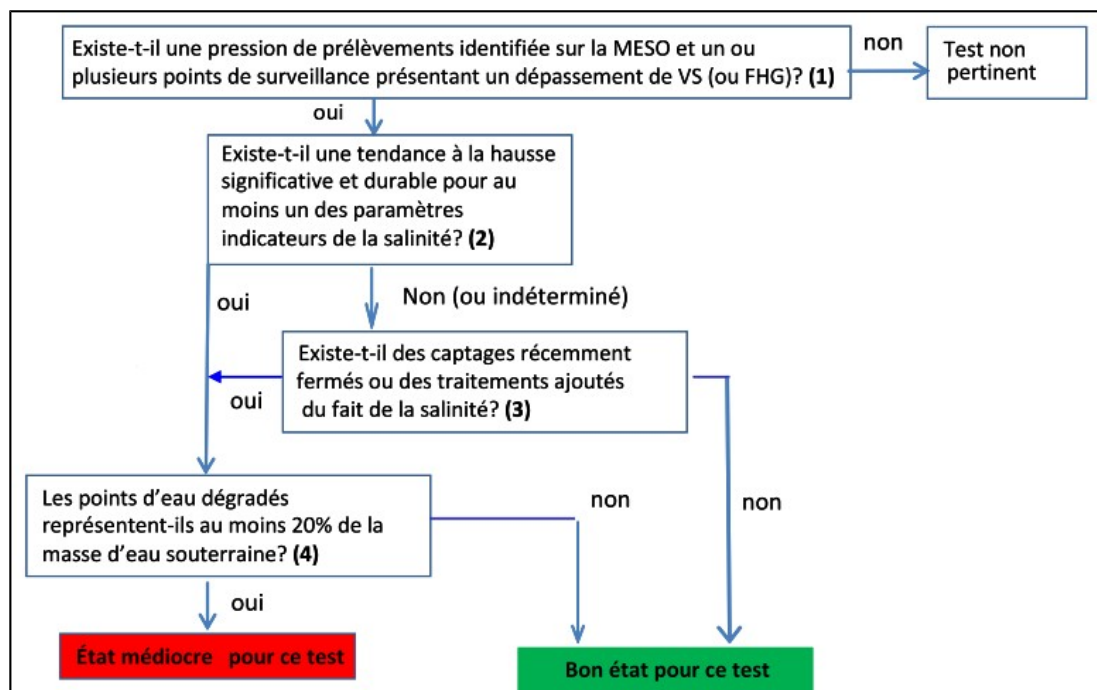 Existe-t-il une pression de prélèvements identifiée sur la MESO et un ou
plusieurs points de surveillance présentant un dépassement de VS (ou FHG)? (1)
non
Test non
pertinent
oui
Existe-t-il une tendance à la hausse
significative et durable pour au
moins un des paramètres
indicateurs de la salinité? (2)
oui
Non (ou indéterminé)
Existe-t-il des captages récemment
fermés ou des traitements ajoutés
du fait de la salinité? (3)
oui
non
Les points d'eau dégradés
représentent-ils au moins 20% de la
masse d'eau souterraine? (4)
non
oui
État médiocre pour ce test
Bon état pour ce test